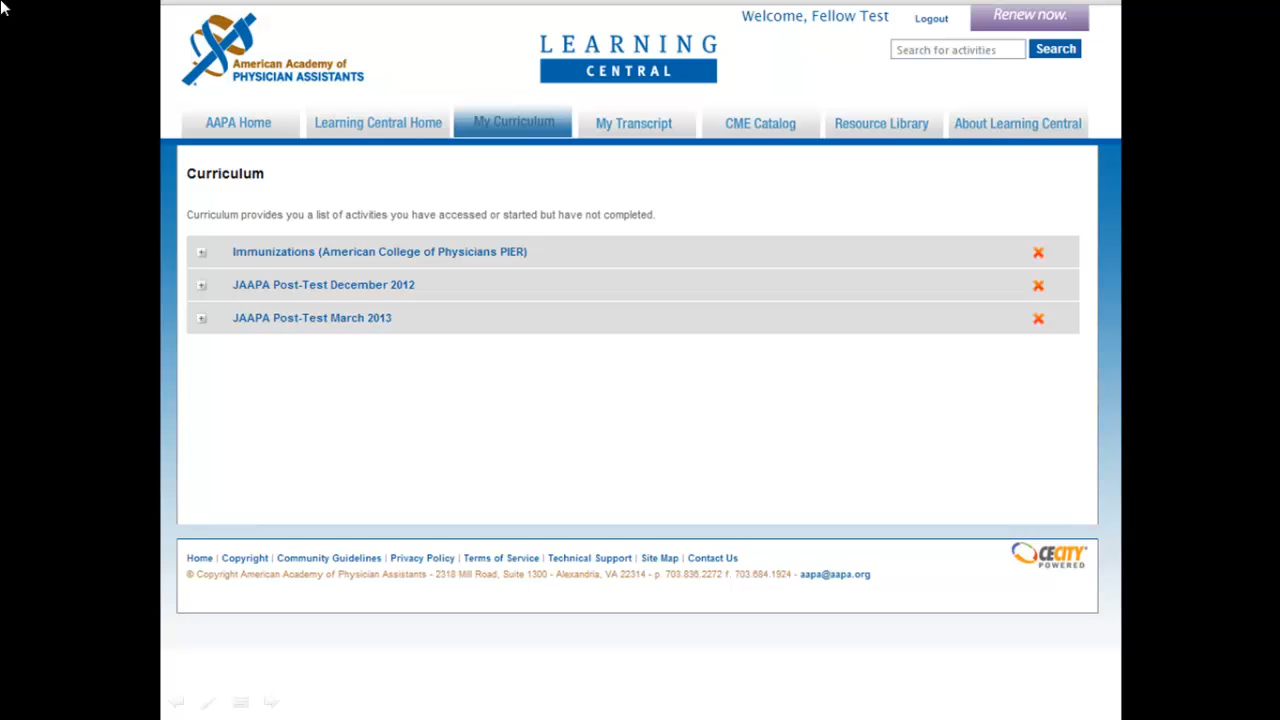 Welcome, Fellow Test
Logout
Renew now.
American Academy of
PHYSICIAN ASSISTANTS
LEARNING
CENTRAL
Search for activities
Search
AAPA Home
Learning Central Home
My Curriculum
My Transcript
CME Catalog
Resource Library
About Learning Central
Curriculum
Curriculum provides you a list of activities you have accessed or started but have not completed.
Immunizations (American College of Physicians PIER)
JAAPA Post-Test December 2012
JAAPA Post-Test March 2013
Home | Copyright | Community Guidelines | Privacy Policy | Terms of Service | Technical Support | Site Map | Contact Us
© Copyright American Academy of Physician Assistants - 2318 Mill Road, Suite 1300 - Alexandria, VA 22314 - p. 703.836.2272 f. 703.684.1924 - aapa@aapa.org
CECITY
POWERED